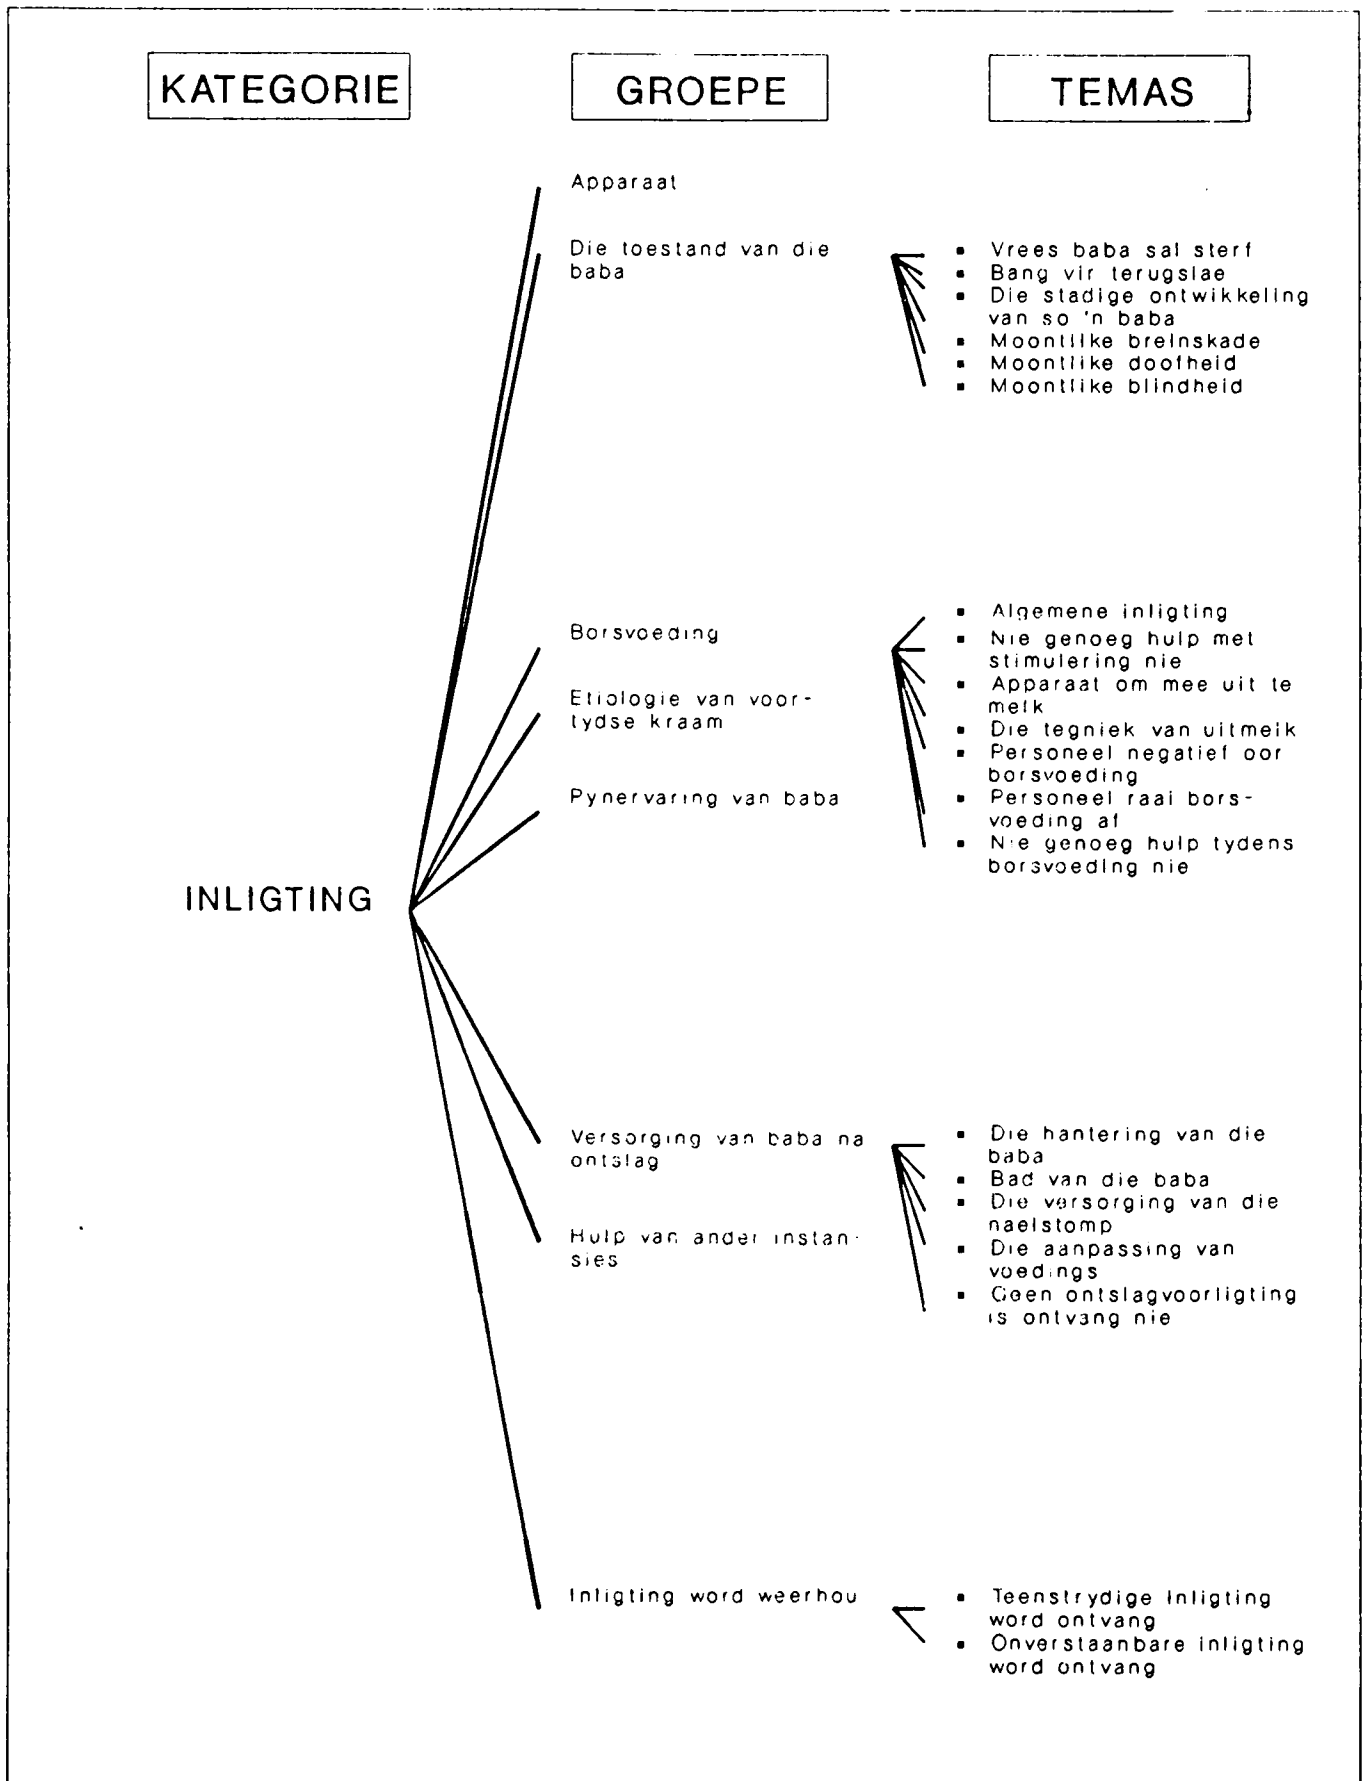 KATEGORIE
GROEPE
TEMAS
Apparaat
Die toestand van die
baba
▪ Vrees baba sal sterf
▪ Bang vir terugslae
▪ Die stadige ontwikkeling
van so 'n baba
▪ Moontlike breinskade
▪ Moontlike doofheid
▪ Moontlike blindheid
Borsvoeding
▪ Algemene inligting
▪ Nie genoeg hulp met
stimulering nie
▪ Apparaat om mee uit te
melk
▪ Die tegniek van uitmelk
▪ Personeel negatief oor
borsvoeding
▪ Personeel raai bors-
voeding af
▪ Nie genoeg hulp tydens
borsvoeding nie
Etiologie van voor-
tydse kraam
Pynervaring van baba
INLIGTING
Versorging van baba na
ontslag
▪ Die hantering van die
baba
▪ Bad van die baba
▪ Die versorging van die
naelstomp
▪ Die aanpassing van
voedings
▪ Geen ontslagvoorligting
is ontvang nie
Hulp van ander instan-
sies
Inligting word weerhou
▪ Teenstrydige inligting
word ontvang
▪ Onverstaanbare inligting
word ontvang